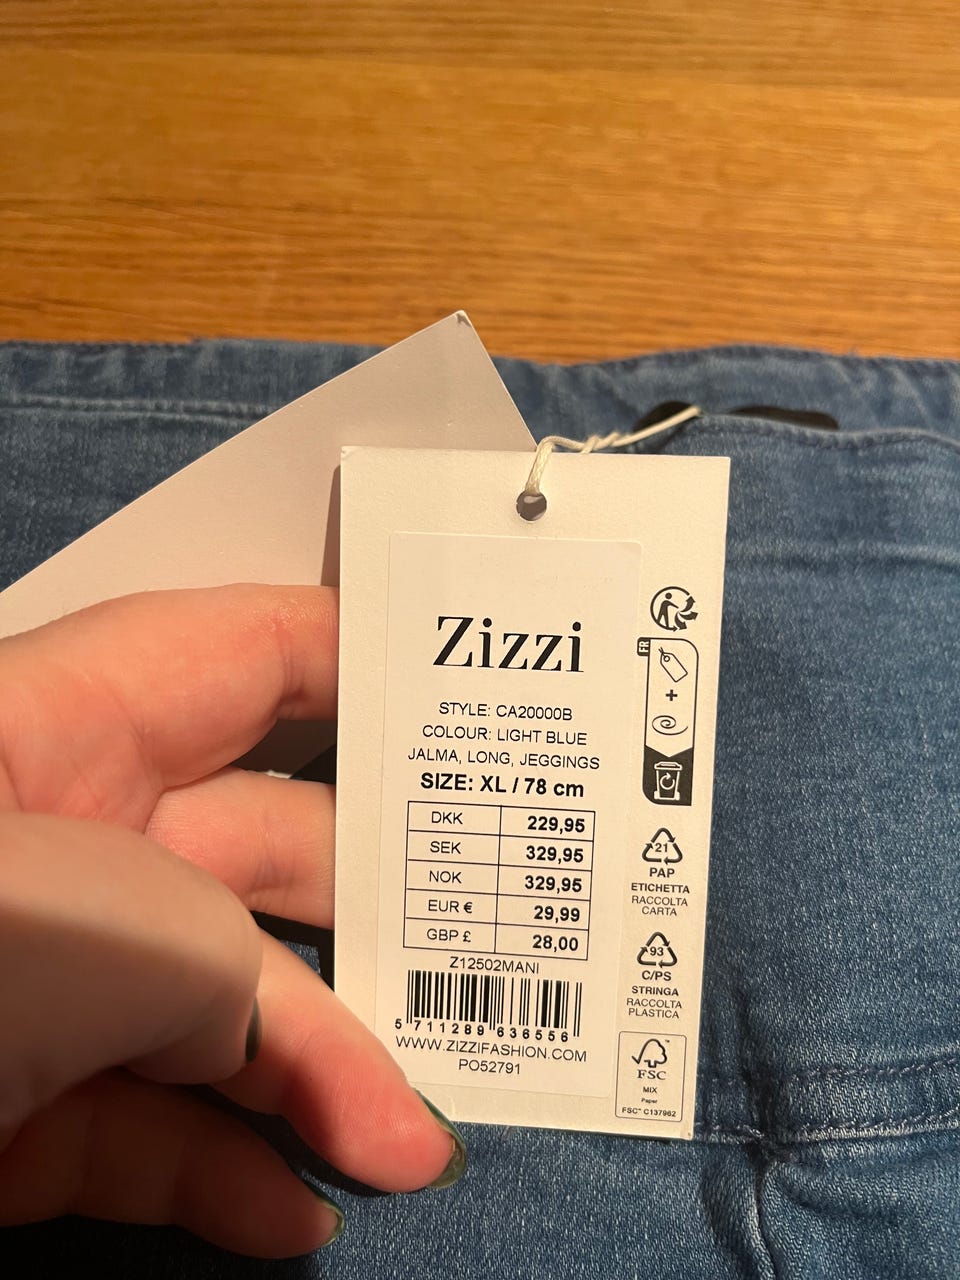 Zizzi
STYLE: CA20000B
COLOUR: LIGHT BLUE
JALMA, LONG, JEGGINGS
SIZE: XL / 78 cm
DKK 229,95
SEK 329,95
NOK 329,95
EUR € 29,99
GBP £ 28,00
Z12502MANI
5 711289 636556
WWW.ZIZZIFASHION.COM
PO52791
FR
+
21
PAP
ETICHETTA
RACCOLTA
CARTA
93
C/PS
STRINGA
RACCOLTA
PLASTICA
FSC
MIX
Paper
FSC™ C137962